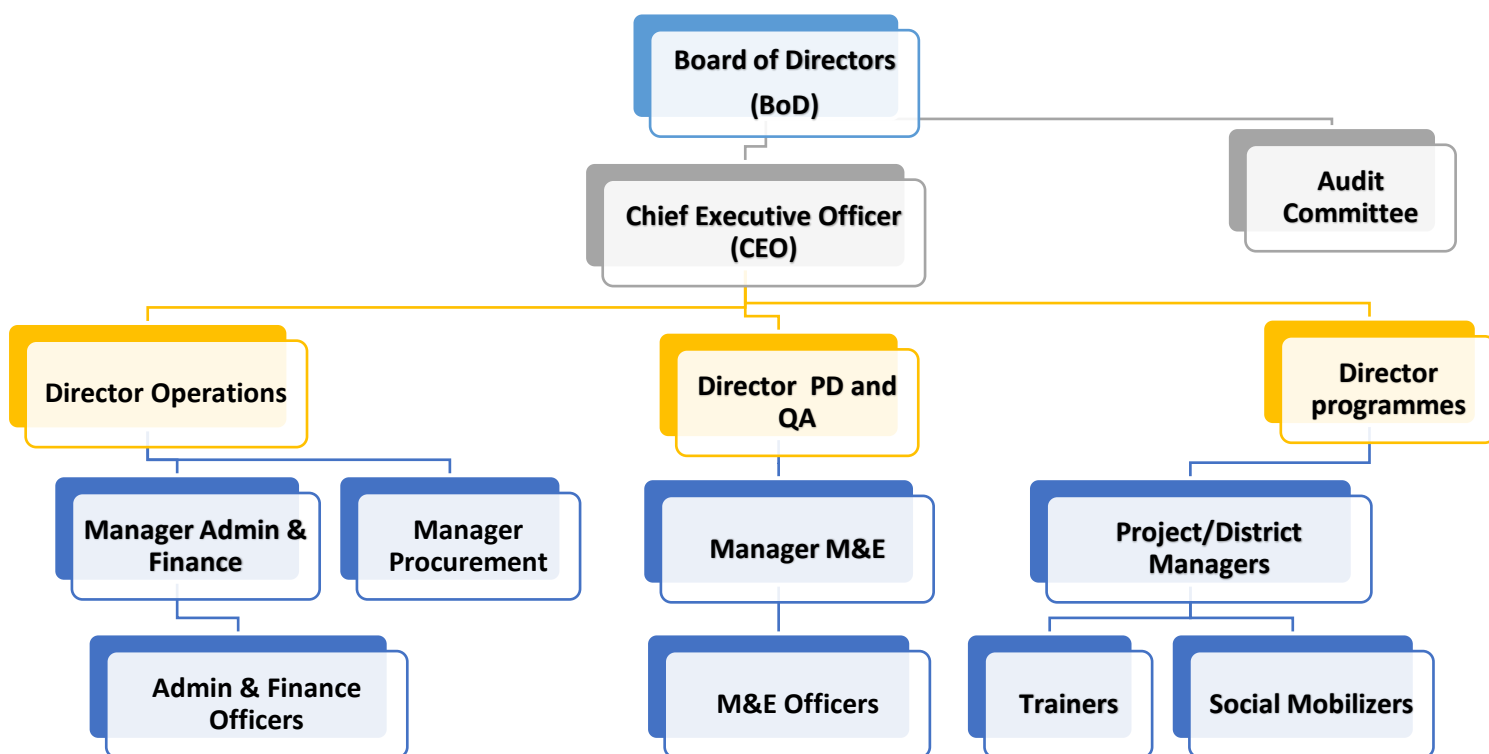 Board of Directors
(BoD)
Audit
Committee
Chief Executive Officer
(CEO)
Director Operations
Director  PD and
QA
Director
programmes
Manager Admin &
Finance
Manager
Procurement
Manager M&E
Project/District
Managers
Admin & Finance
Officers
M&E Officers
Trainers
Social Mobilizers